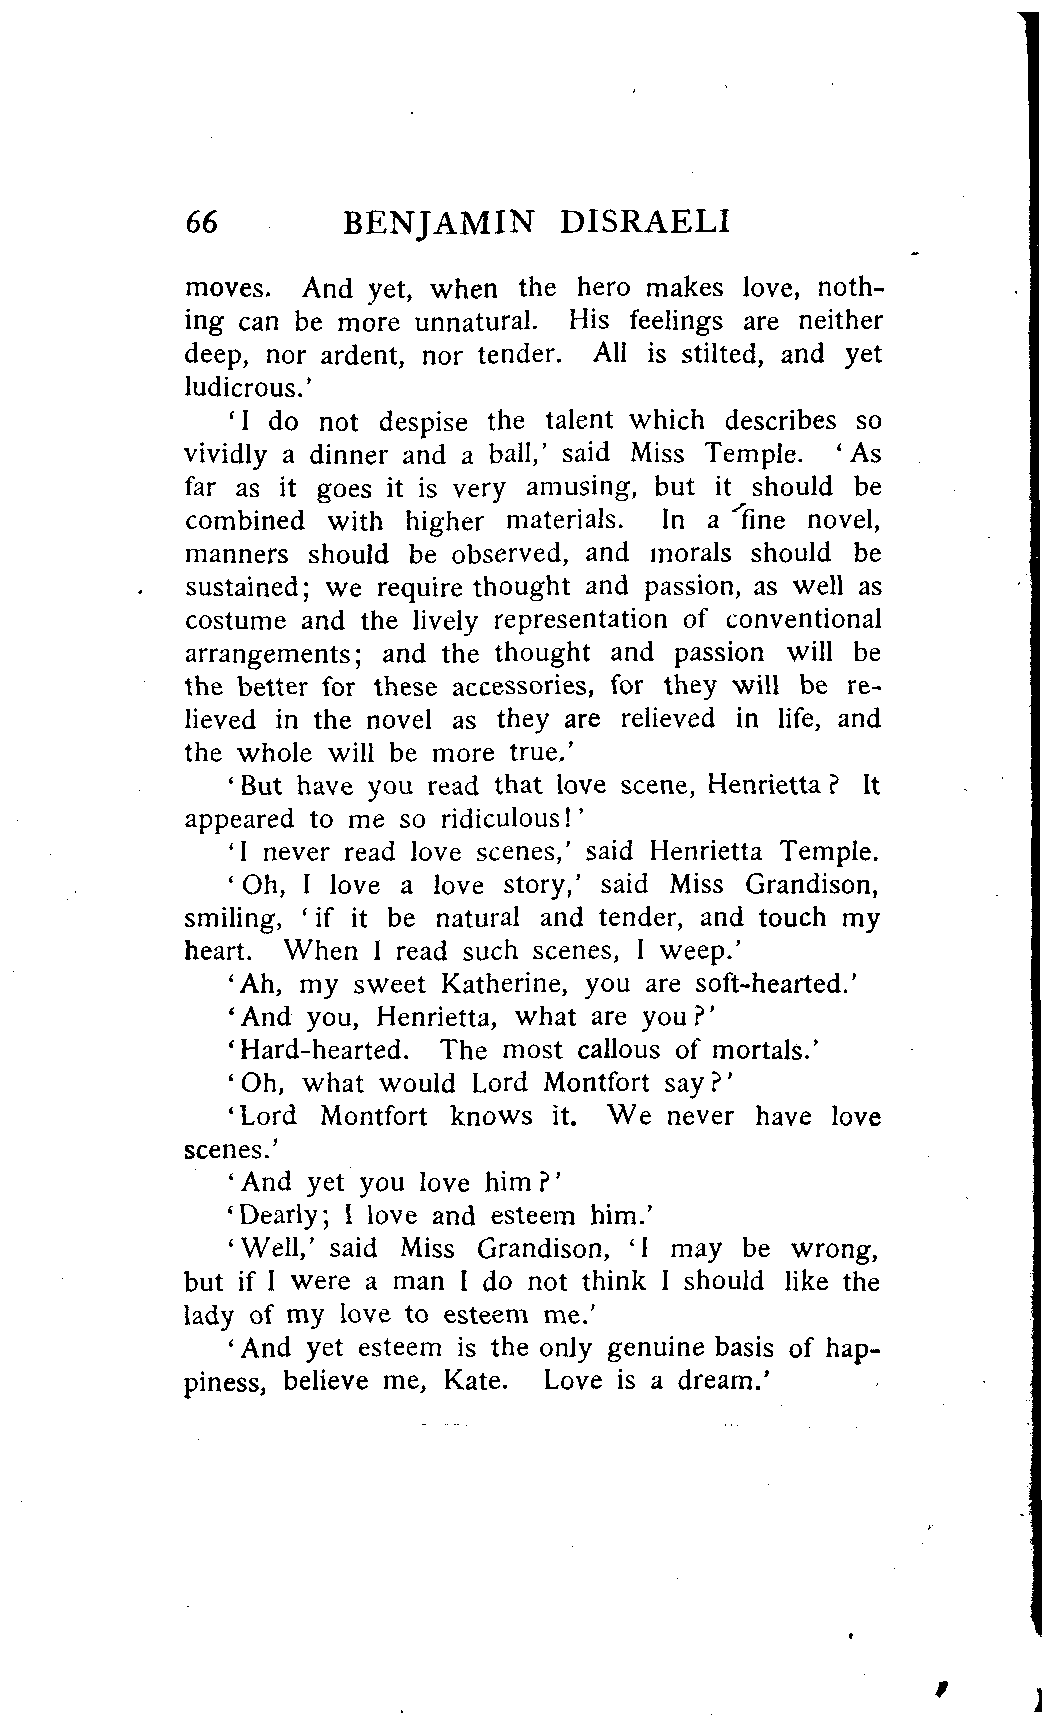 66 BENJAMIN DISRAELI
moves. And yet, when the hero makes love, noth-
ing can be more unnatural. His feelings are neither
deep, nor ardent, nor tender. All is stilted, and yet
ludicrous.'
'I do not despise the talent which describes so
vividly a dinner and a ball,' said Miss Temple. 'As
far as it goes it is very amusing, but it should be
combined with higher materials. In a fine novel,
manners should be observed, and morals should be
sustained; we require thought and passion, as well as
costume and the lively representation of conventional
arrangements; and the thought and passion will be
the better for these accessories, for they will be re-
lieved in the novel as they are relieved in life, and
the whole will be more true.'
'But have you read that love scene, Henrietta? It
appeared to me so ridiculous!'
'I never read love scenes,' said Henrietta Temple.
'Oh, I love a love story,' said Miss Grandison,
smiling, 'if it be natural and tender, and touch my
heart. When I read such scenes, I weep.'
'Ah, my sweet Katherine, you are soft-hearted.'
'And you, Henrietta, what are you?'
'Hard-hearted. The most callous of mortals.'
'Oh, what would Lord Montfort say?'
'Lord Montfort knows it. We never have love
scenes.'
'And yet you love him?'
'Dearly; I love and esteem him.'
'Well,' said Miss Grandison, 'I may be wrong,
but if I were a man I do not think I should like the
lady of my love to esteem me.'
'And yet esteem is the only genuine basis of hap-
piness, believe me, Kate. Love is a dream.'